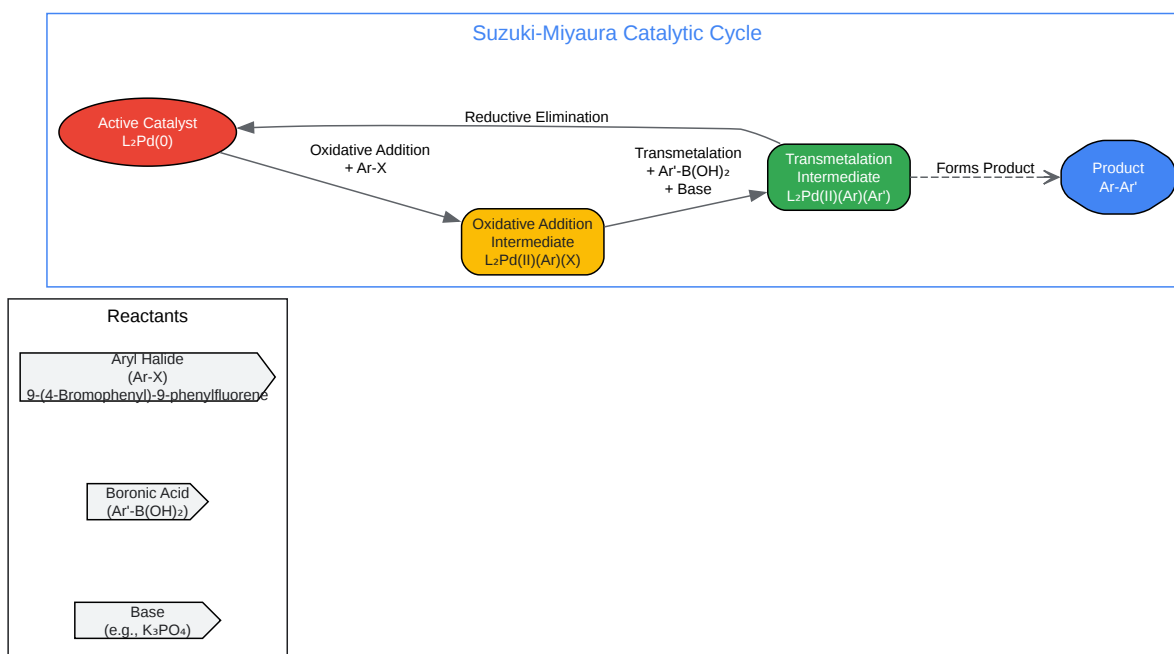 Suzuki-Miyaura Catalytic Cycle
Active Catalyst
L₂Pd(0)
Reductive Elimination
Oxidative Addition
+ Ar-X
Oxidative Addition
Intermediate
L₂Pd(II)(Ar)(X)
Transmetalation
+ Ar'-B(OH)₂
+ Base
Transmetalation
Intermediate
L₂Pd(II)(Ar)(Ar')
Forms Product
Product
Ar-Ar'
Reactants
Aryl Halide
(Ar-X)
9-(4-Bromophenyl)-9-phenylfluorene
Boronic Acid
(Ar'-B(OH)₂)
Base
(e.g., K₃PO₄)